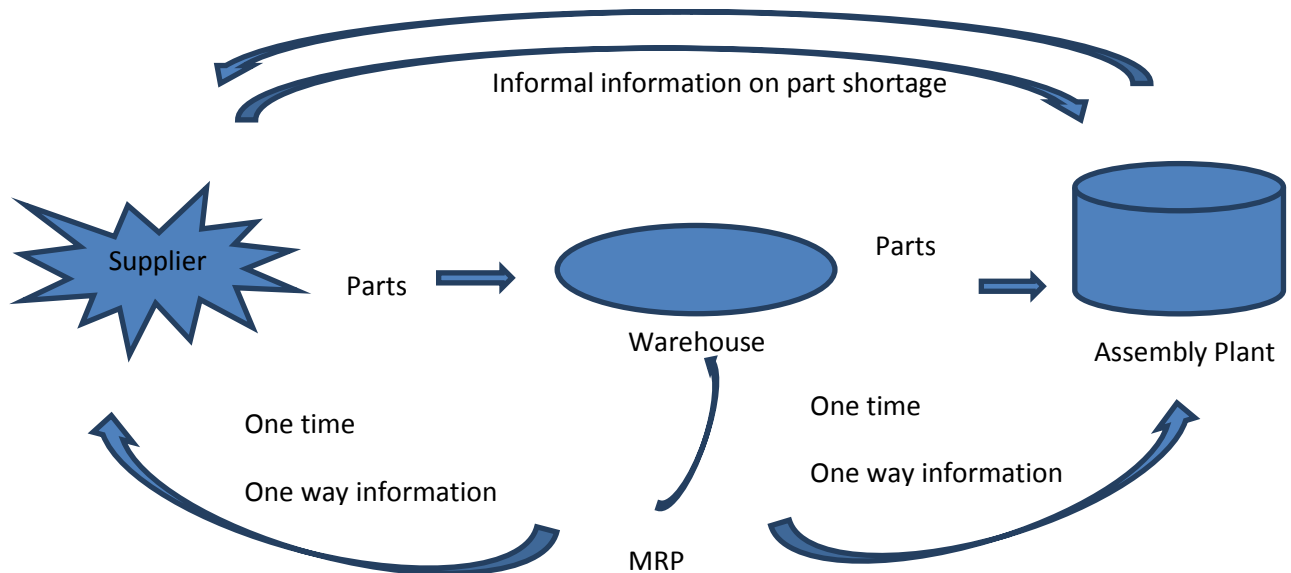 Informal information on part shortage
Supplier
Parts
Parts
Warehouse
Assembly Plant
One time
One way information
One time
One way information
MRP